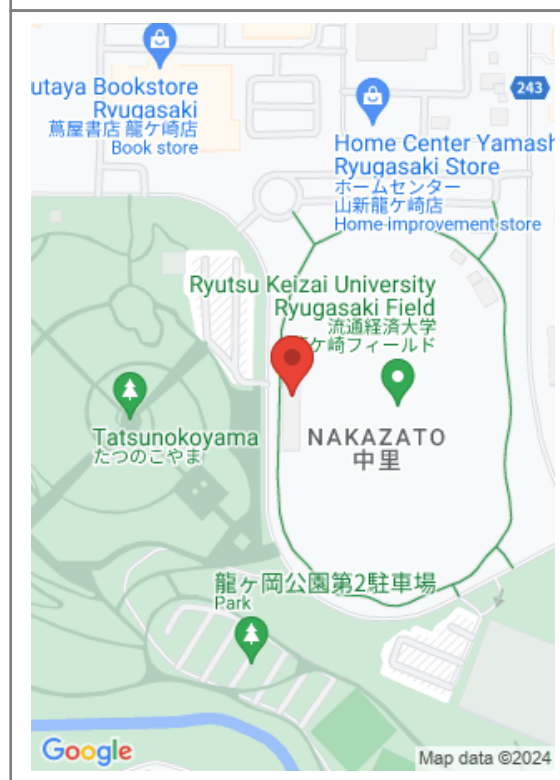 utaya Bookstore
Ryugasaki
蔦屋書店 龍ケ崎店
Book store
243
Home Center Yamash
Ryugasaki Store
ホームセンター
山新龍ケ崎店
Home improvement store
Ryutsu Keizai University
Ryugasaki Field
流通経済大学
ケ崎フィールド
Tatsunokoyama
たつのこやま
NAKAZATO
中里
龍ヶ岡公園第2駐車場
Park
Google
Map data ©2024